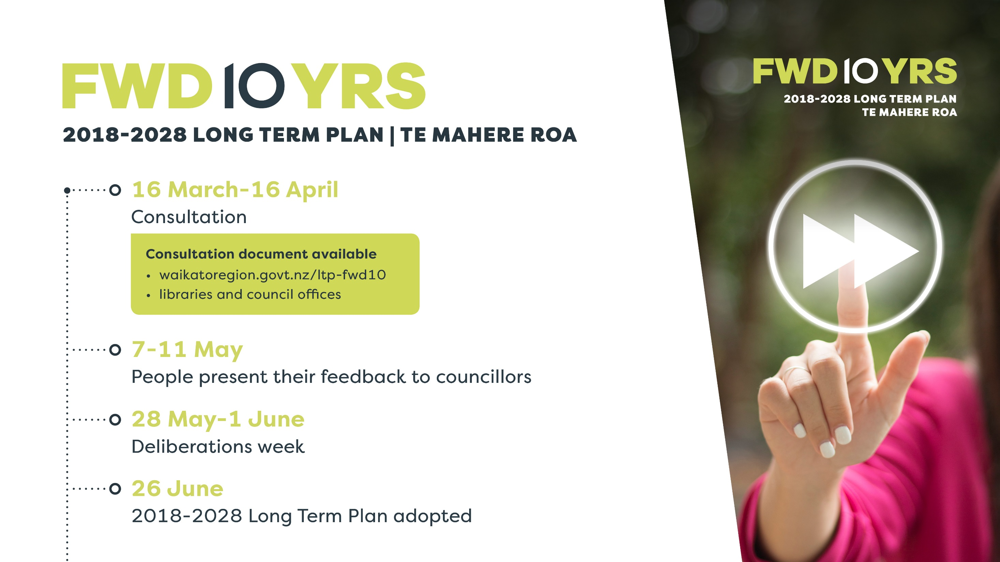 FWD 10 YRS
2018-2028 LONG TERM PLAN | TE MAHERE ROA
16 March-16 April
Consultation
Consultation document available
• waikatoregion.govt.nz/ltp-fwd10
• libraries and council offices
7-11 May
People present their feedback to councillors
28 May-1 June
Deliberations week
26 June
2018-2028 Long Term Plan adopted
FWD 10 YRS
2018-2028 LONG TERM PLAN
TE MAHERE ROA